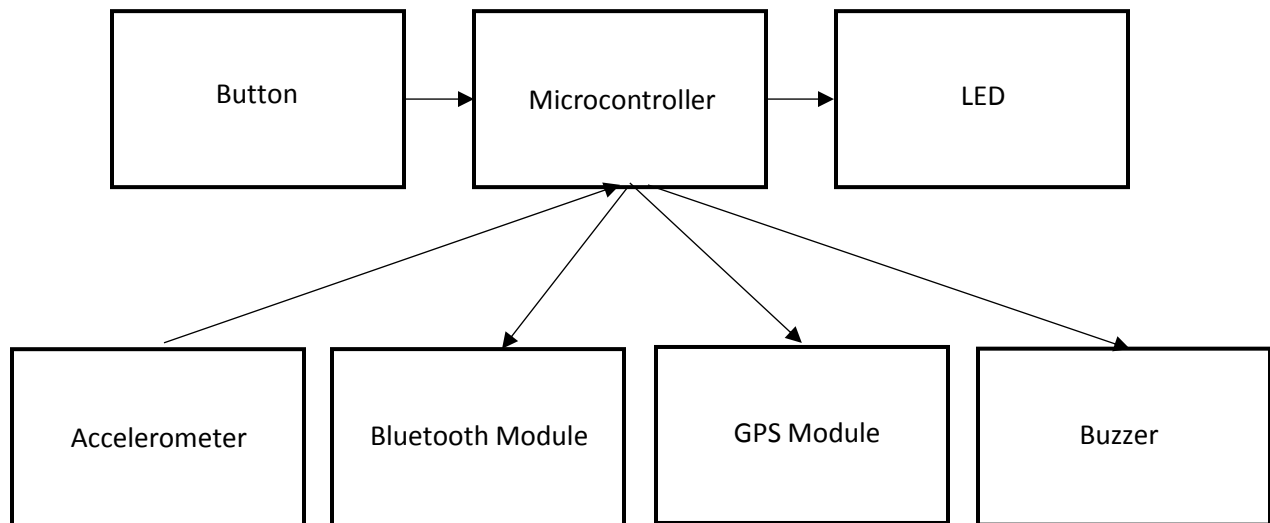 Button
Microcontroller
LED
Accelerometer
Bluetooth Module
GPS Module
Buzzer